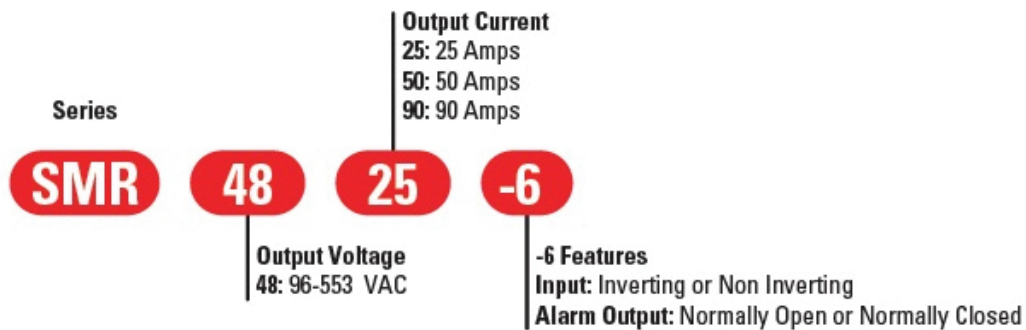 Output Current
25: 25 Amps
50: 50 Amps
90: 90 Amps
Series
SMR 48 25 -6
Output Voltage
48: 96-553 VAC
-6 Features
Input: Inverting or Non Inverting
Alarm Output: Normally Open or Normally Closed